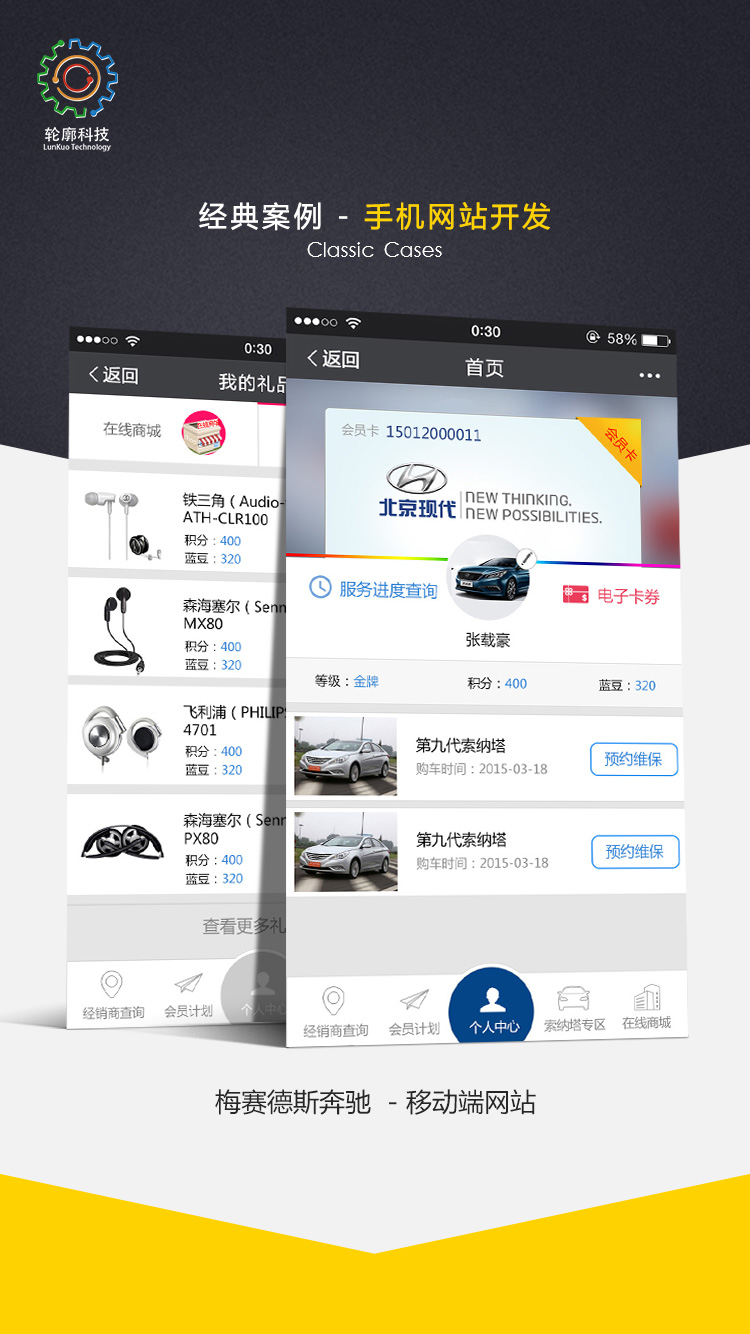 轮廓科技
LunKuo Technology
经典案例 - 手机网站开发
Classic Cases
0:30
返回
我的礼品
在线商城
铁三角（Audio-
ATH-CLR100
积分：400
蓝豆：320
森海塞尔（Senn
MX80
积分：400
蓝豆：320
飞利浦（PHILIPS
4701
积分：400
蓝豆：320
森海塞尔（Senn
PX80
积分：400
蓝豆：320
查看更多礼
经销商查询
会员计划
个人中心
0:30
58%
返回
首页
会员卡 15012000011
会员卡
北京现代
NEW THINKING.
NEW POSSIBILITIES.
服务进度查询
电子卡券
张载豪
等级：金牌
积分：400
蓝豆：320
第九代索纳塔
购车时间：2015-03-18
预约维保
第九代索纳塔
购车时间：2015-03-18
预约维保
经销商查询
会员计划
个人中心
索纳塔专区
在线商城
梅赛德斯奔驰 - 移动端网站